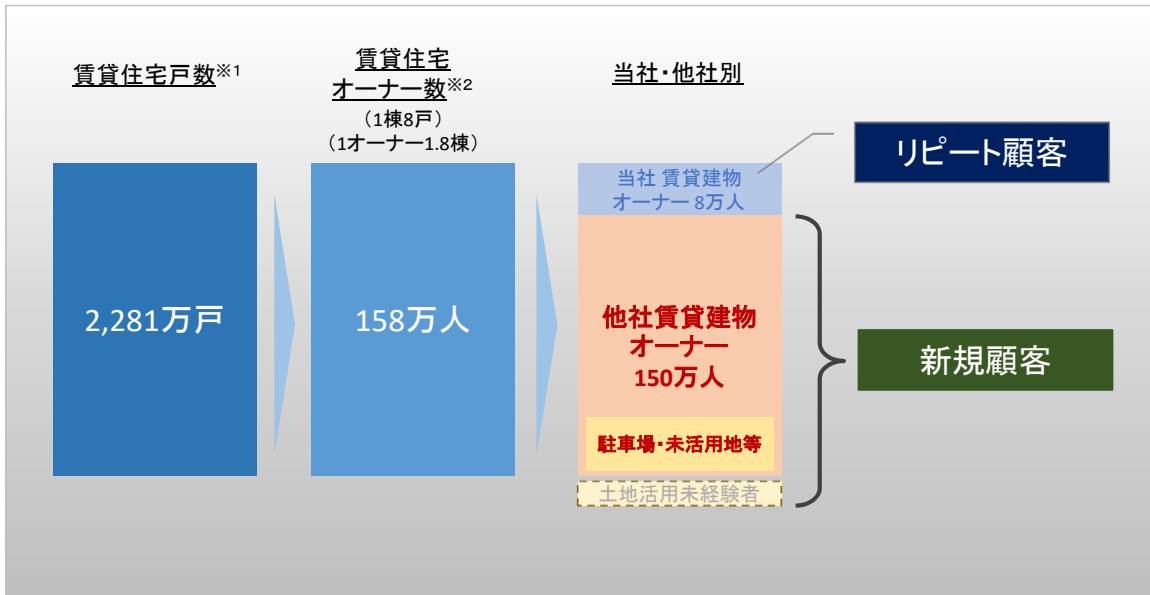 賃貸住宅戸数※1
賃貸住宅
オーナー数※2
（1棟8戸）
（1オーナー1.8棟）
当社・他社別
リピート顧客
当社 賃貸建物
オーナー 8万人
2,281万戸
158万人
他社賃貸建物
オーナー
150万人
新規顧客
駐車場・未活用地等
土地活用未経験者